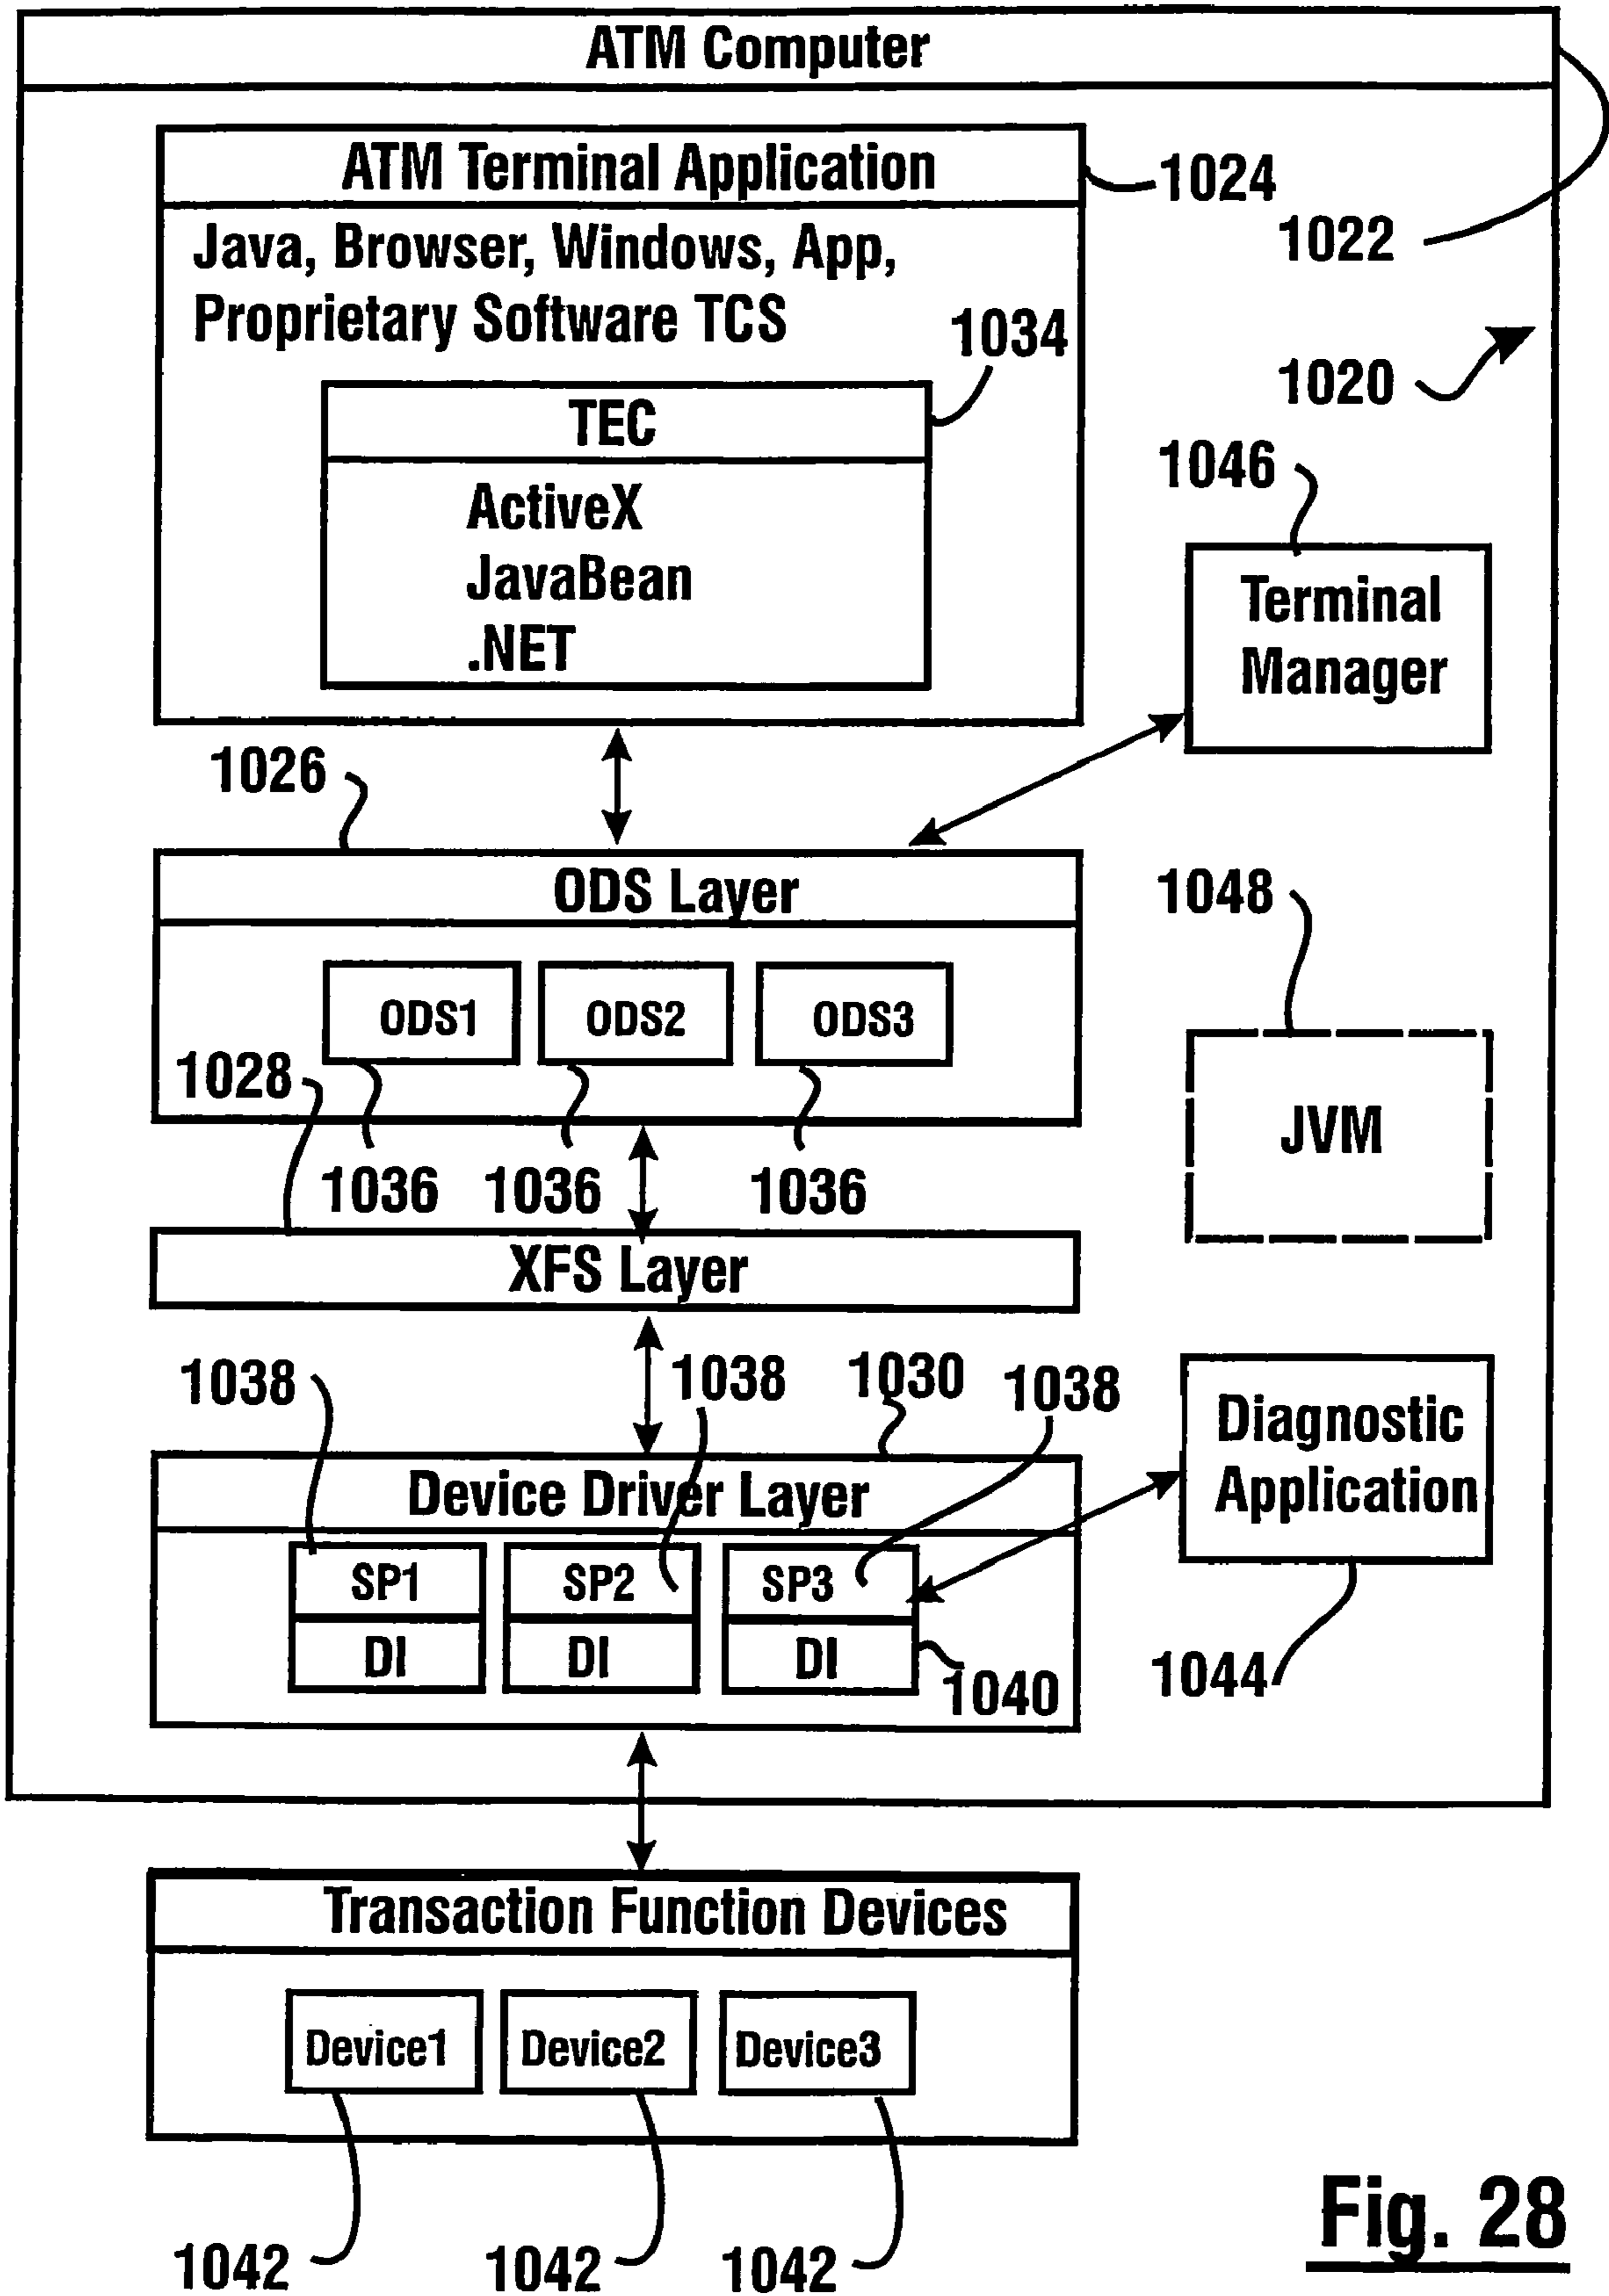 ATM Computer
ATM Terminal Application
1024
Java, Browser, Windows, App,
Proprietary Software TCS
1022
1034
1020
TEC
ActiveX
JavaBean
.NET
1046
Terminal
Manager
1026
ODS Layer
1048
ODS1 ODS2 ODS3
1028
JVM
1036 1036 1036
XFS Layer
1038 1038 1030 1038
Device Driver Layer
Diagnostic
Application
SP1 SP2 SP3
DI DI DI
1040
1044
Transaction Function Devices
Device1 Device2 Device3
1042 1042 1042
Fig. 28